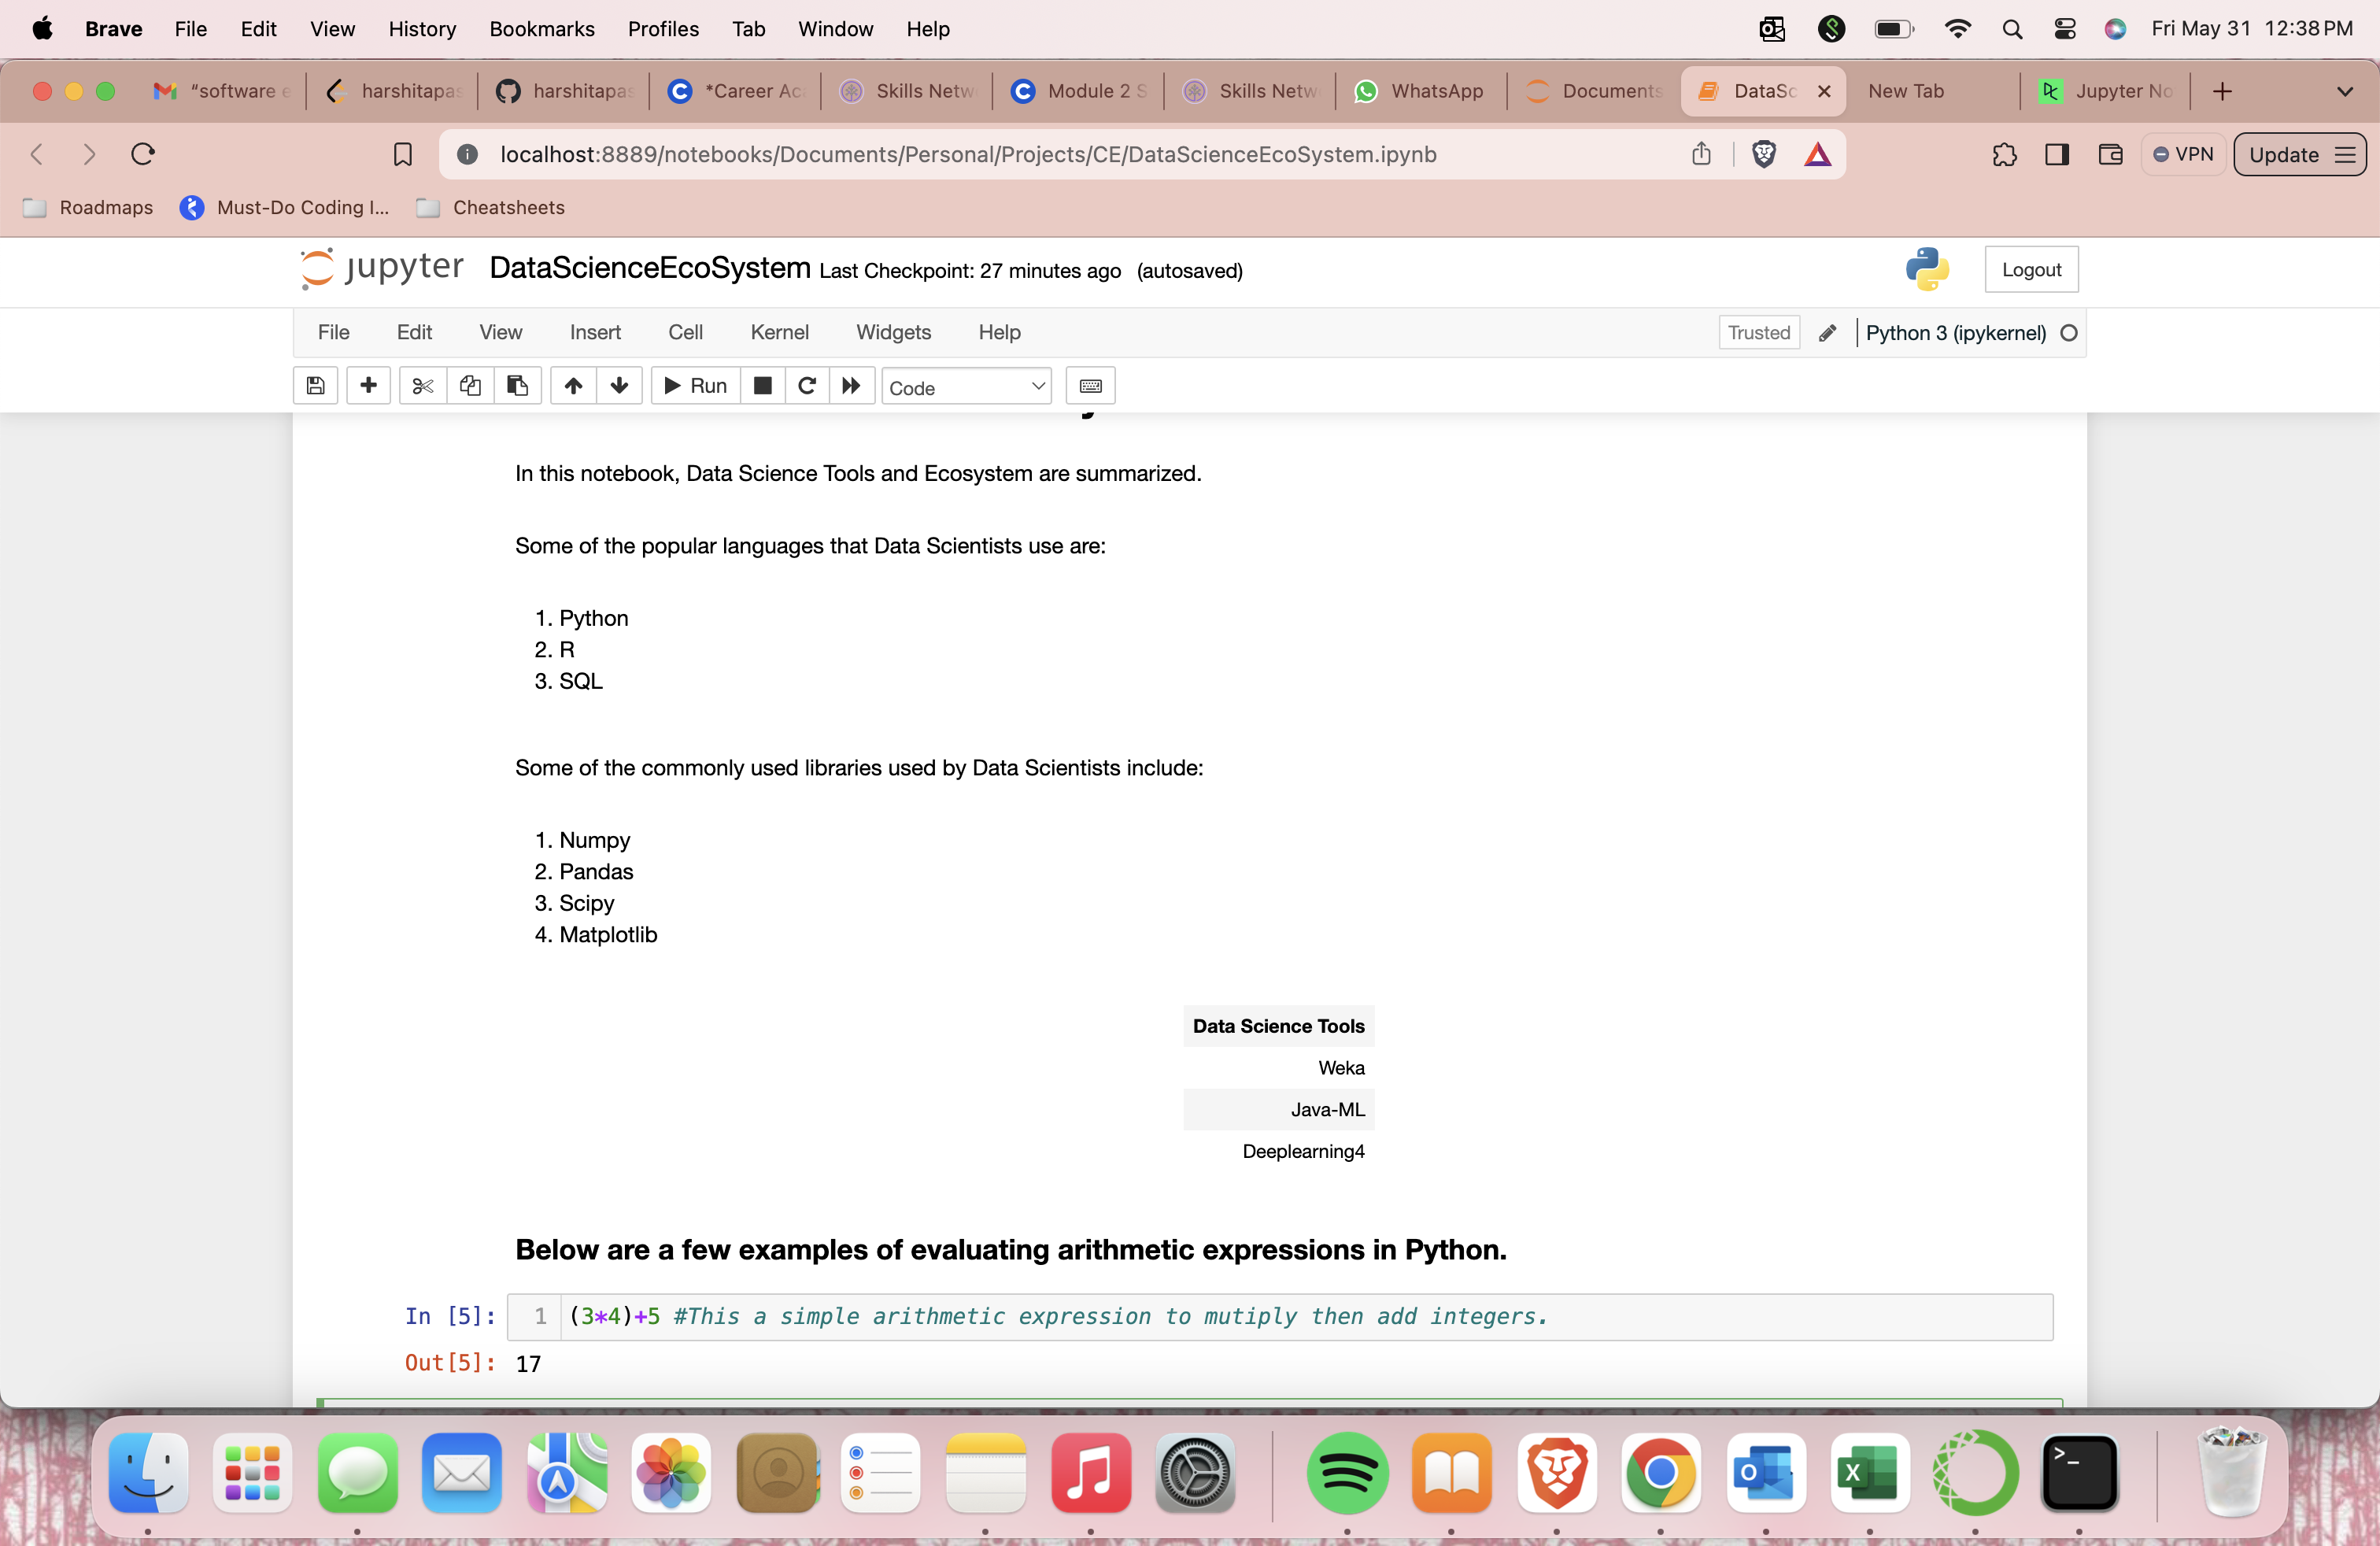 Brave File Edit View History Bookmarks Profiles Tab Window Help Fri May 31 12:38 PM
"software e harshitapas harshitapas *Career Aca Skills Netw Module 2 S Skills Netw WhatsApp Documents DataSc New Tab Jupyter No
localhost:8889/notebooks/Documents/Personal/Projects/CE/DataScienceEcoSystem.ipynb VPN Update
Roadmaps Must-Do Coding I... Cheatsheets
jupyter DataScienceEcoSystem Last Checkpoint: 27 minutes ago (autosaved) Logout
File Edit View Insert Cell Kernel Widgets Help Trusted Python 3 (ipykernel)
Run Code
In this notebook, Data Science Tools and Ecosystem are summarized.
Some of the popular languages that Data Scientists use are:
1. Python
2. R
3. SQL
Some of the commonly used libraries used by Data Scientists include:
1. Numpy
2. Pandas
3. Scipy
4. Matplotlib
Data Science Tools
Weka
Java-ML
Deeplearning4
Below are a few examples of evaluating arithmetic expressions in Python.
In [5]: 1 (3*4)+5 #This a simple arithmetic expression to mutiply then add integers.
Out[5]: 17